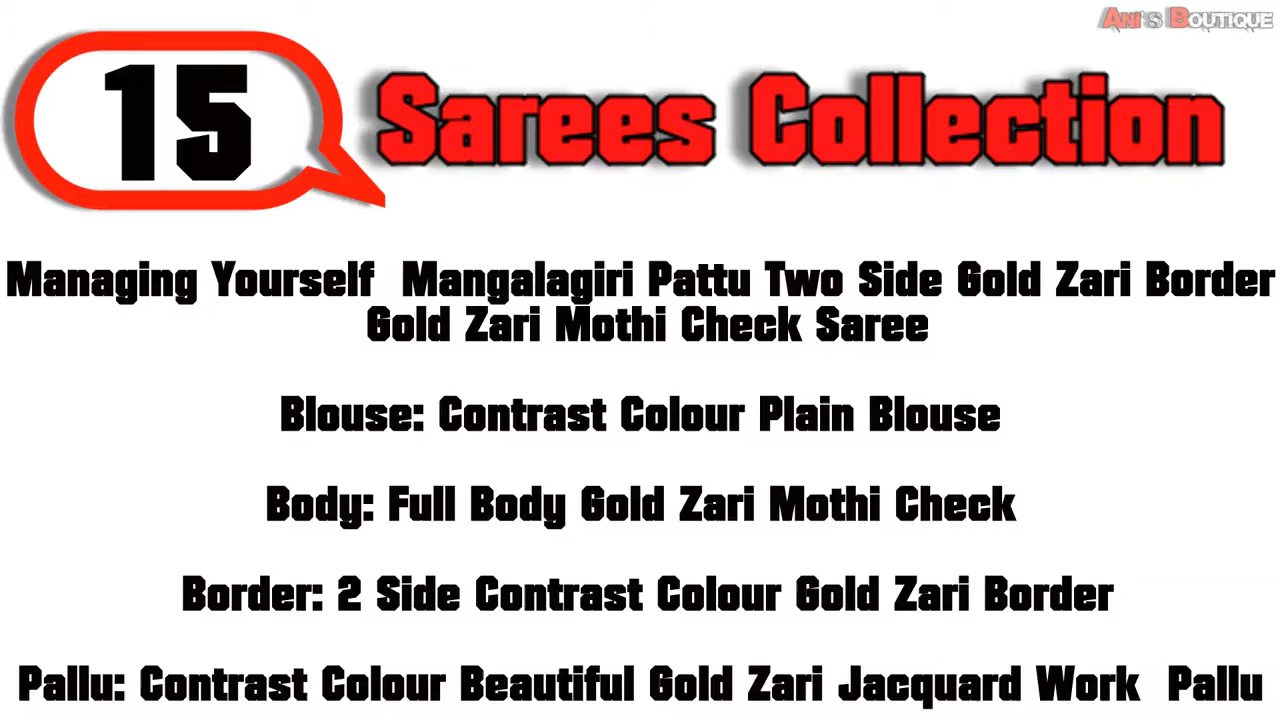 Ani's Boutique
15 Sarees Collection
Managing Yourself Mangalagiri Pattu Two Side Gold Zari Border
Gold Zari Mothi Check Saree
Blouse: Contrast Colour Plain Blouse
Body: Full Body Gold Zari Mothi Check
Border: 2 Side Contrast Colour Gold Zari Border
Pallu: Contrast Colour Beautiful Gold Zari Jacquard Work Pallu